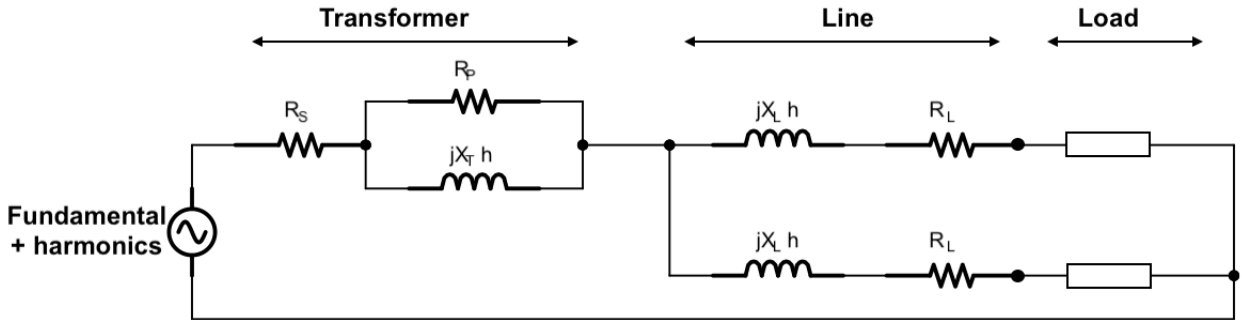 Transformer
Line
Load
R_P
R_S
jX_L h
R_L
jX_T h
Fundamental
+ harmonics
jX_L h
R_L